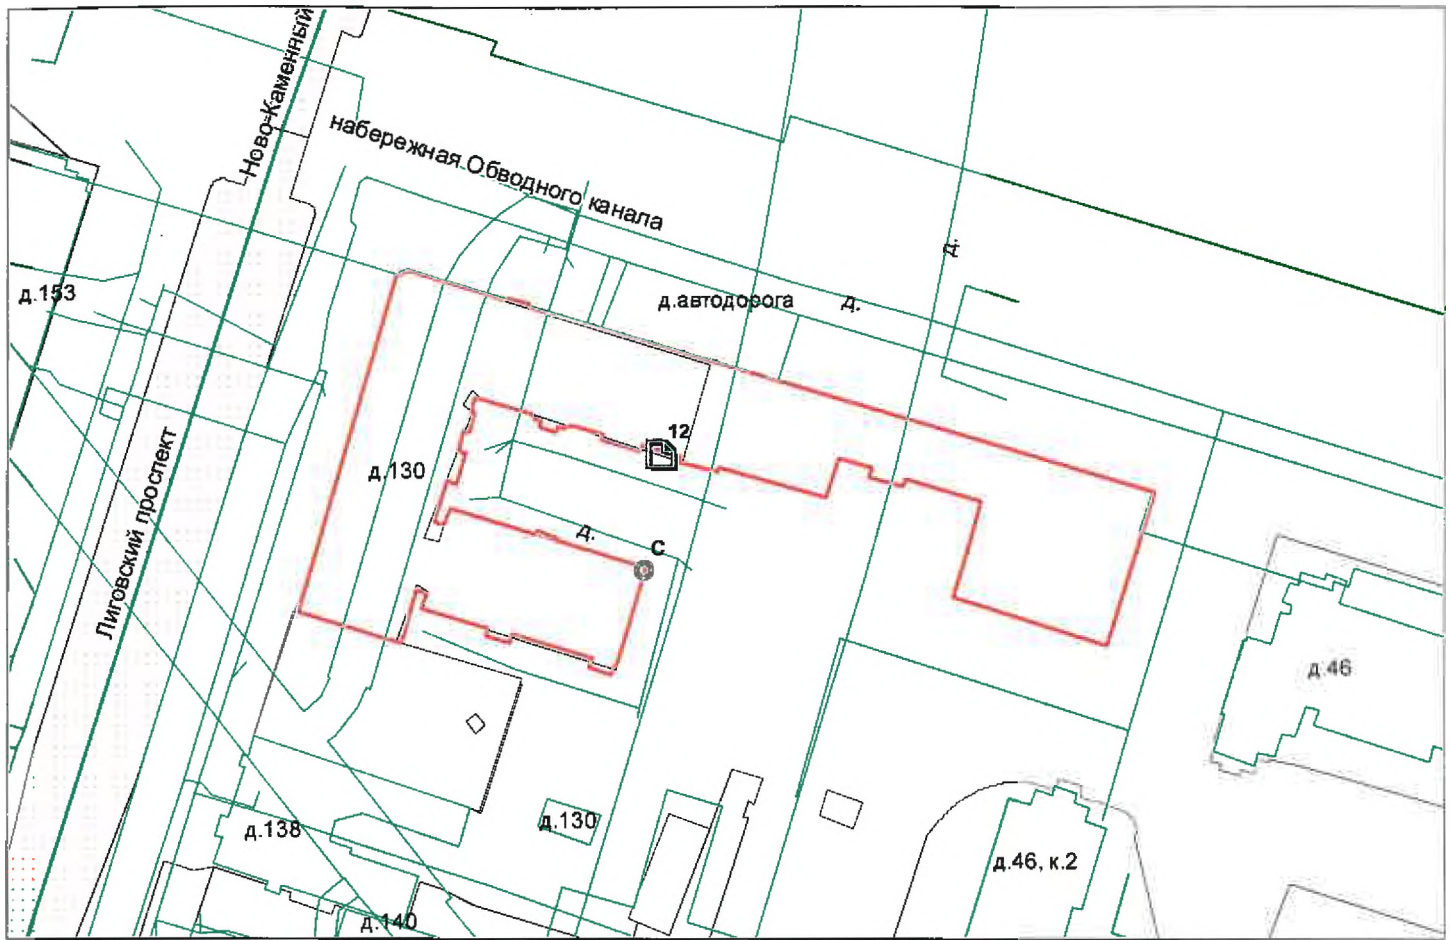 Ново-Каменный
набережная Обводного канала
д.
д.153
д.автодорога
д.
12
д.130
Лиговский проспект
д.
С
д.46
д.138
д.130
д.46, к.2
д.140